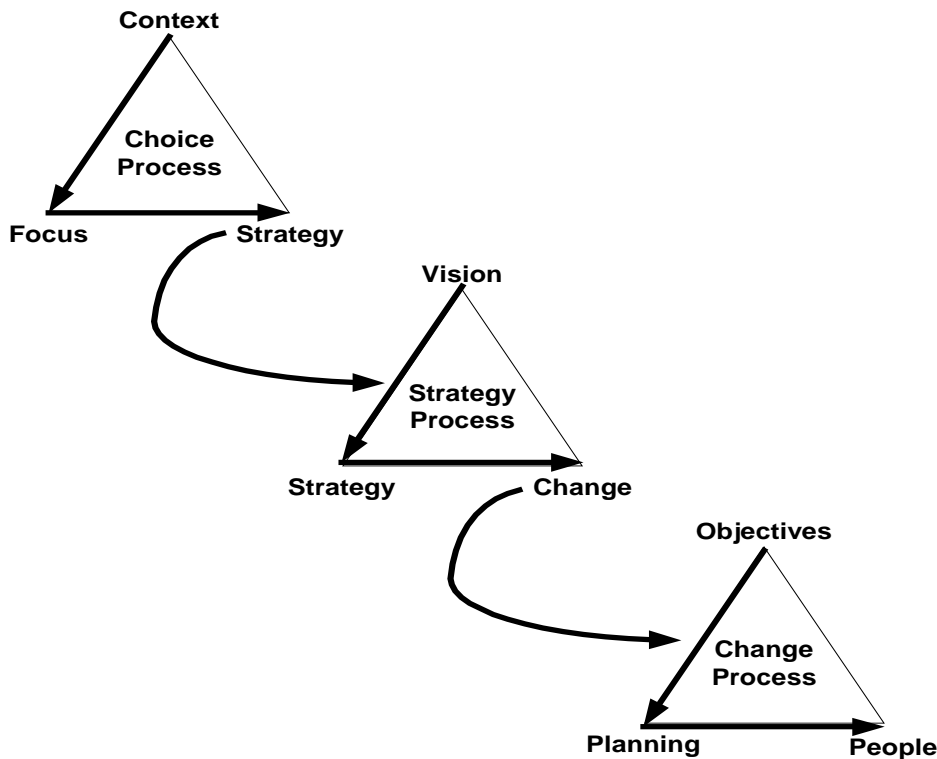 Context
Choice
Process
Focus
Strategy
Vision
Strategy
Process
Strategy
Change
Objectives
Change
Process
Planning
People